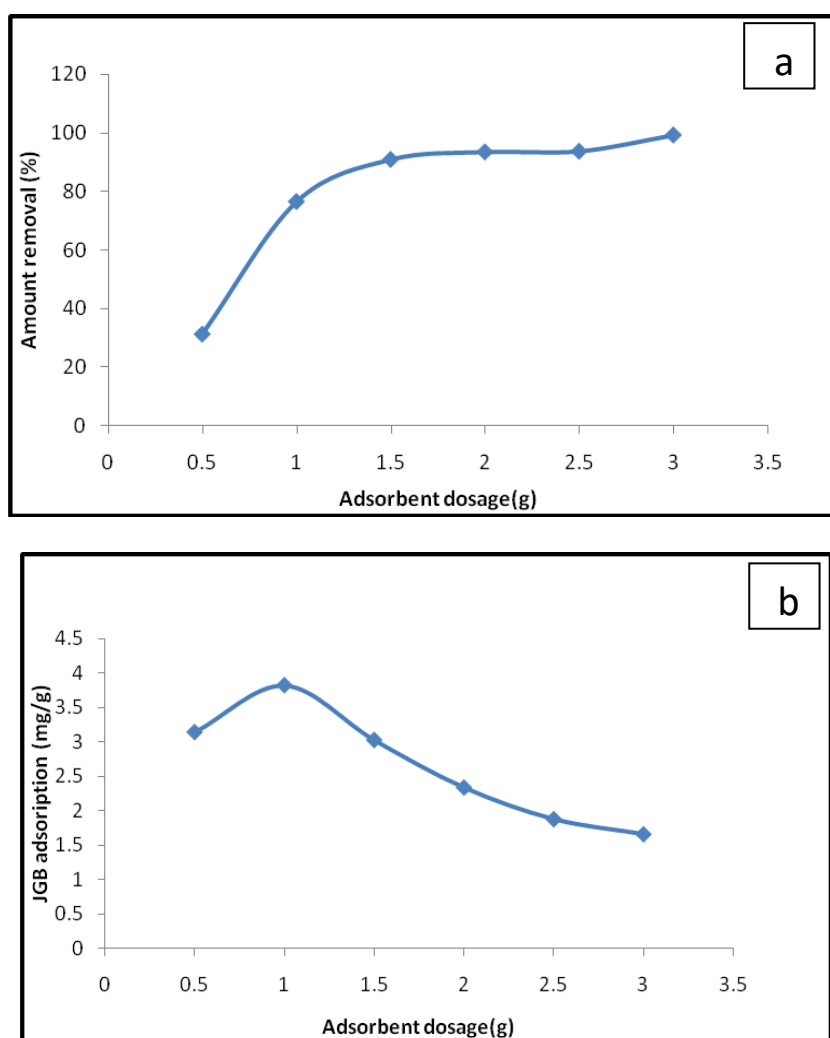 a
120
100
80
60
40
20
0
0 0.5 1 1.5 2 2.5 3 3.5
Amount removal (%)
Adsorbent dosage(g)
b
4.5
4
3.5
3
2.5
2
1.5
1
0.5
0
0 0.5 1 1.5 2 2.5 3 3.5
JGB adsoription (mg/g)
Adsorbent dosage(g)